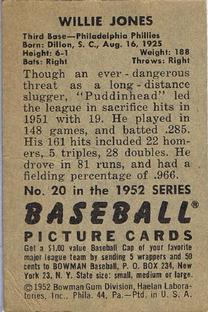 WILLIE JONES
Third Base—Philadelphia Phillies
Born: Dillon, S. C., Aug. 16, 1925
Height: 6-1 Weight: 188
Bats: Right Throws: Right
Though an ever-dangerous
threat as a long-distance
slugger, "Puddinhead" led
the league in sacrifice hits in
1951 with 19. He played in
148 games, and batted .285.
His 161 hits included 22 hom-
ers, 5 triples, 28 doubles. He
drove in 81 runs, and had a
fielding percentage of .966.
No. 20 in the 1952 SERIES
BASEBALL®
PICTURE CARDS
Get a $1.00 value Baseball Cap of your favorite
major league team by sending 5 wrappers and 50
cents to BOWMAN Baseball, P. O. BOX 234, New
York 23, N. Y. State size: small, medium or large.
©1952 Bowman Gum Division, Haelan Labora-
tories, Inc., Phila. 44, Pa.—Ptd. in U. S. A.